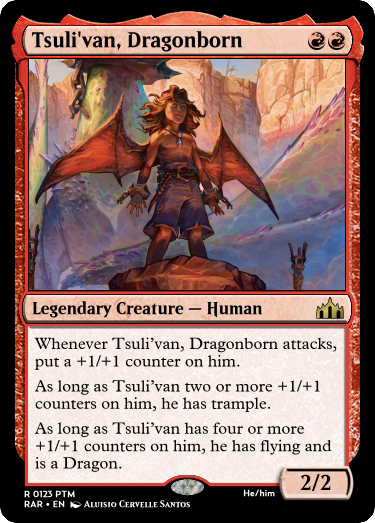 Tsuli'van, Dragonborn
Legendary Creature — Human
Whenever Tsuli'van, Dragonborn attacks,
put a +1/+1 counter on him.
As long as Tsuli'van two or more +1/+1
counters on him, he has trample.
As long as Tsuli'van has four or more
+1/+1 counters on him, he has flying and
is a Dragon.
2/2
R 0123 PTM
He/him
RAR • EN Aluisio Cervelle Santos